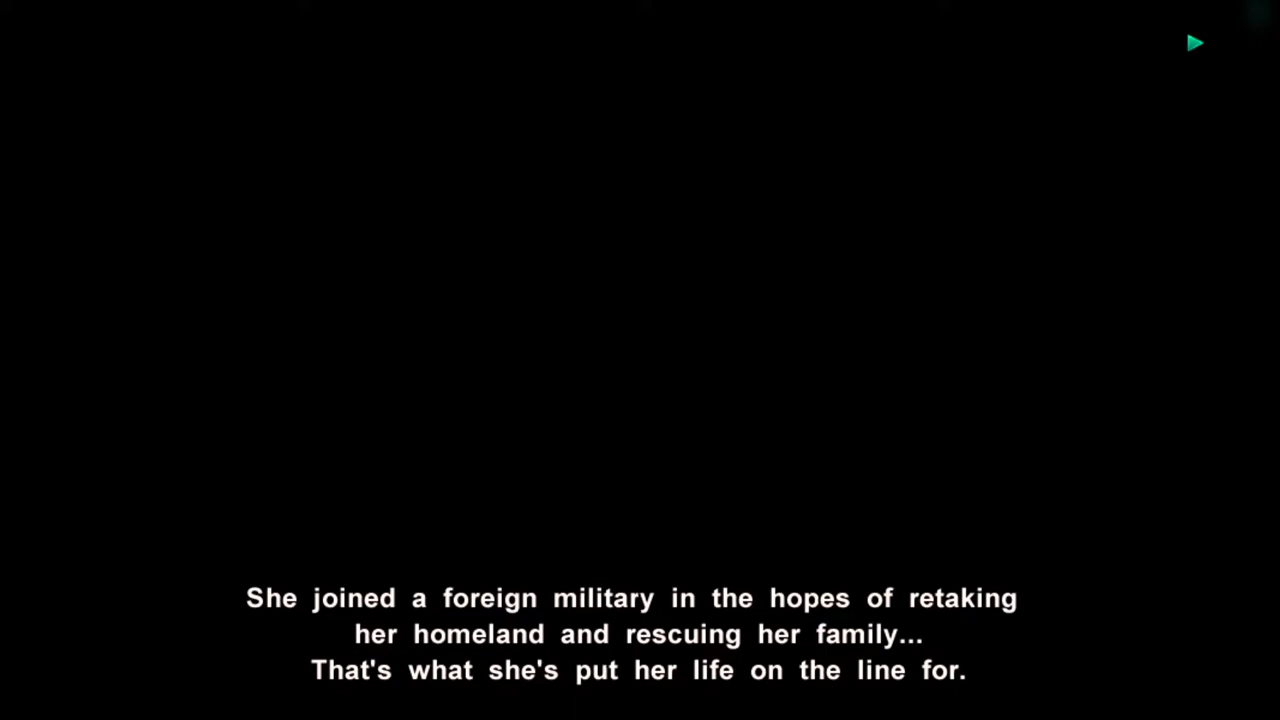 She joined a foreign military in the hopes of retaking
her homeland and rescuing her family...
That's what she's put her life on the line for.